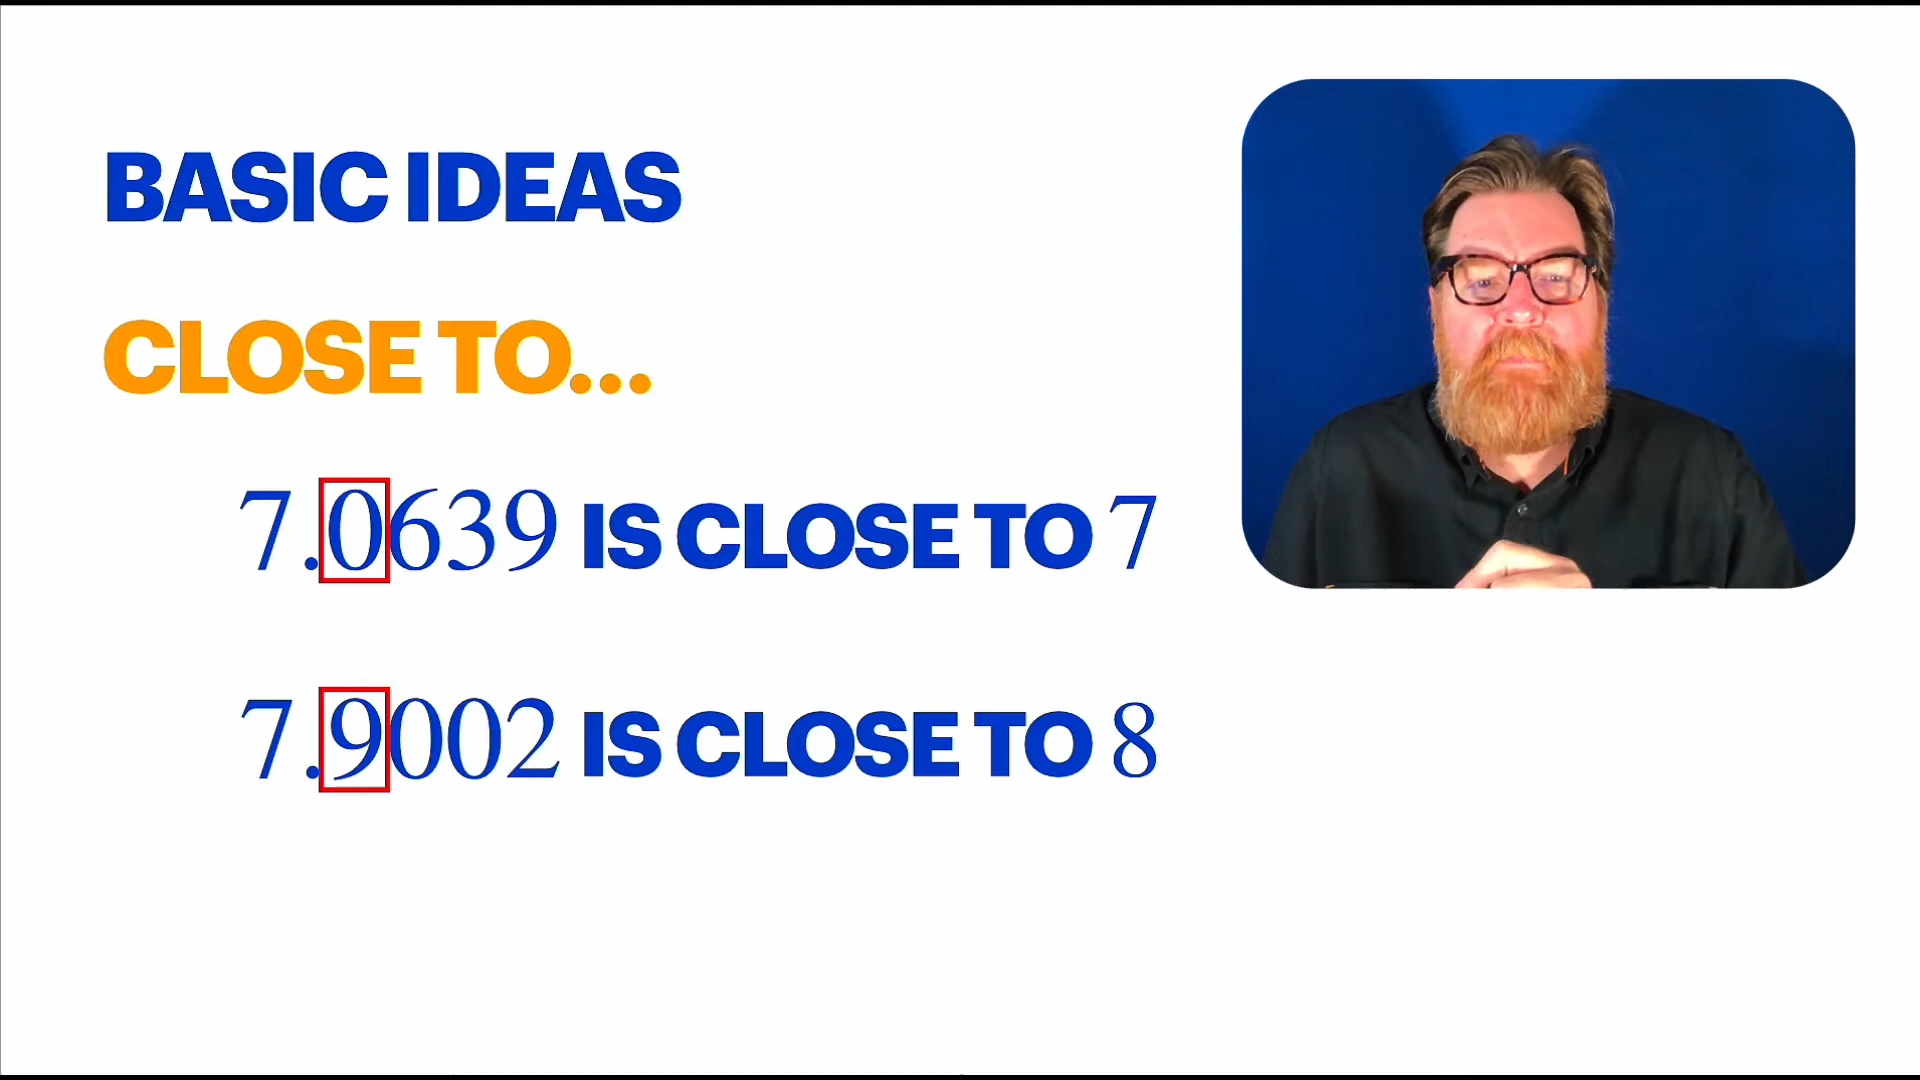 BASIC IDEAS
CLOSE TO...
7.0639 IS CLOSE TO 7
7.9002 IS CLOSE TO 8